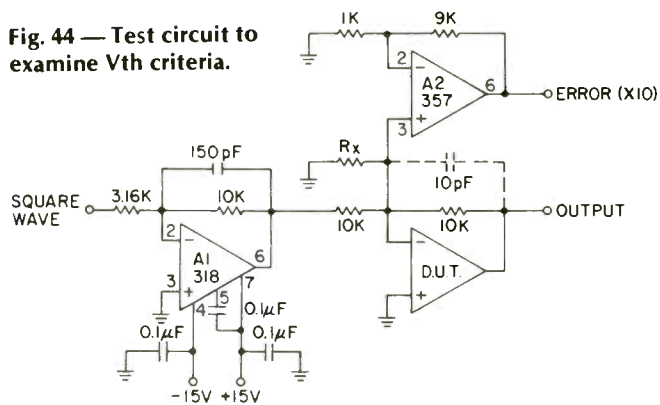 Fig. 44 — Test circuit to
examine Vth criteria.
1K
9K
2
−
A2
357
6
ERROR (X10)
+
3
150pF
Rx
10pF
SQUARE
WAVE
3.16K
10K
10K
10K
OUTPUT
2
−
A1
318
6
7
3
+
4
5
−
D.U.T.
+
0.1µF
0.1µF
0.1µF
−15V +15V